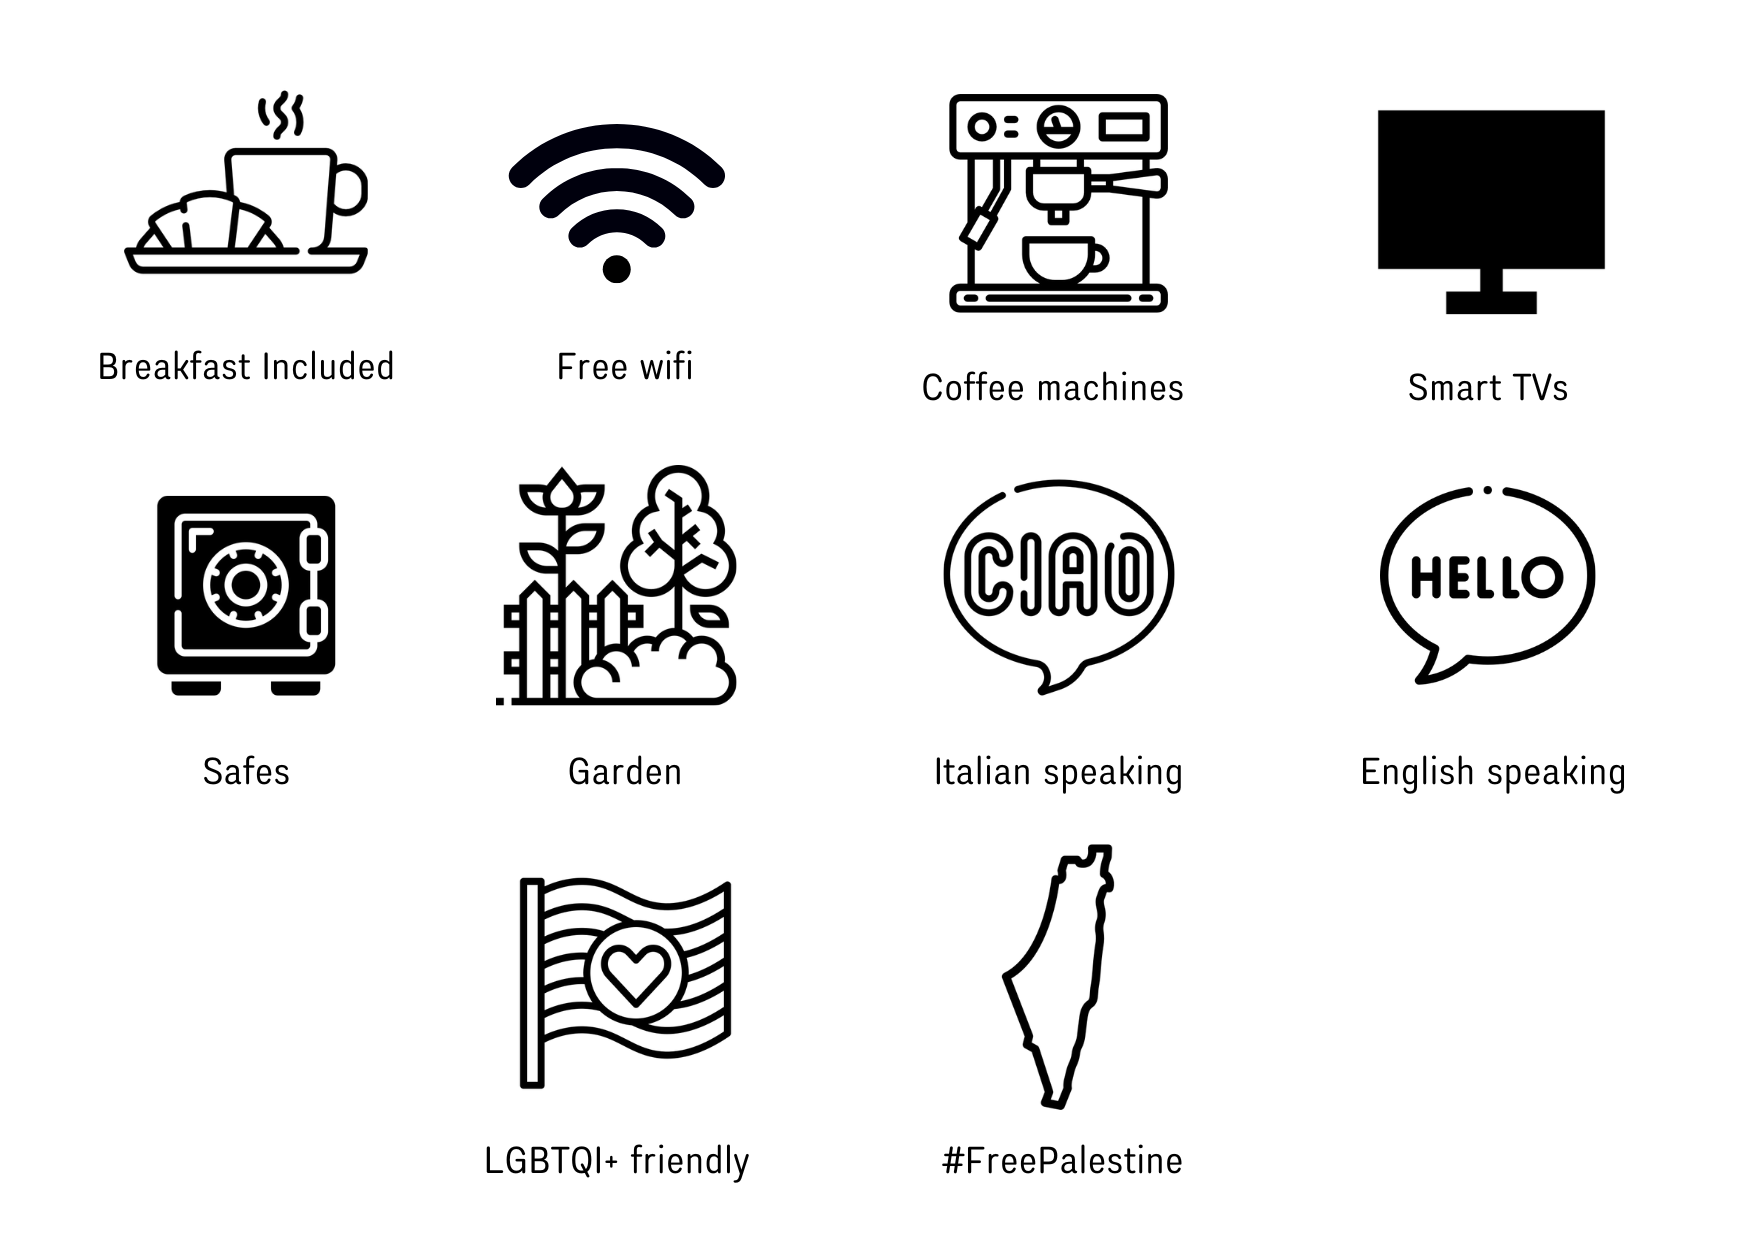 Breakfast Included
Free wifi
Coffee machines
Smart TVs
CIAO
HELLO
Safes
Garden
Italian speaking
English speaking
LGBTQI+ friendly
#FreePalestine